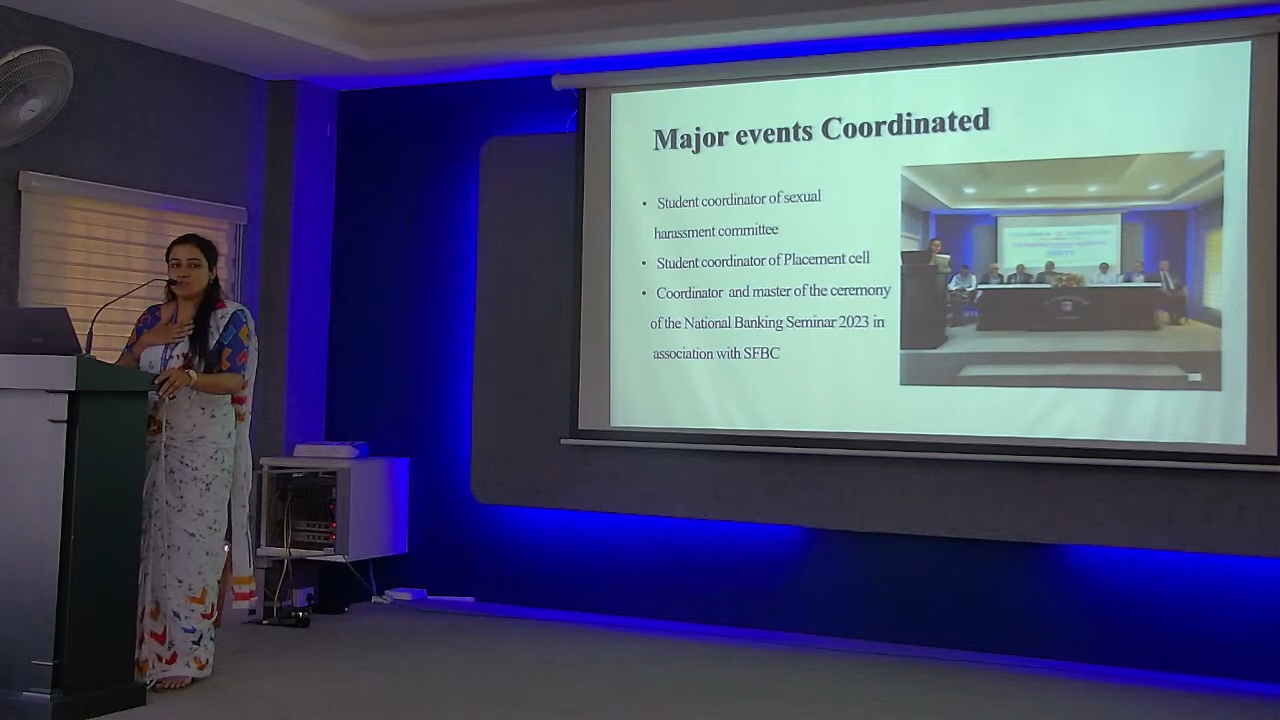 Major events Coordinated
• Student coordinator of sexual
harassment committee
• Student coordinator of Placement cell
• Coordinator and master of the ceremony
of the National Banking Seminar 2023 in
association with SFBC